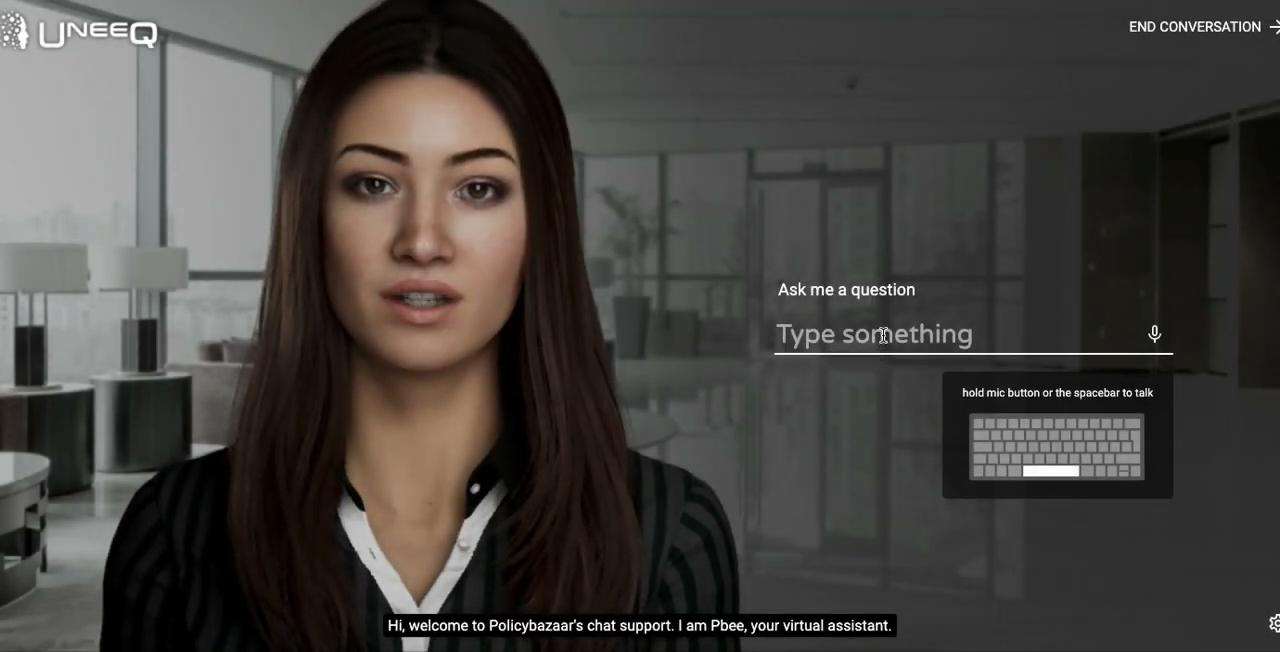 UNEEQ
END CONVERSATION
Ask me a question
Type something
hold mic button or the spacebar to talk
Hi, welcome to Policybazaar's chat support. I am Pbee, your virtual assistant.